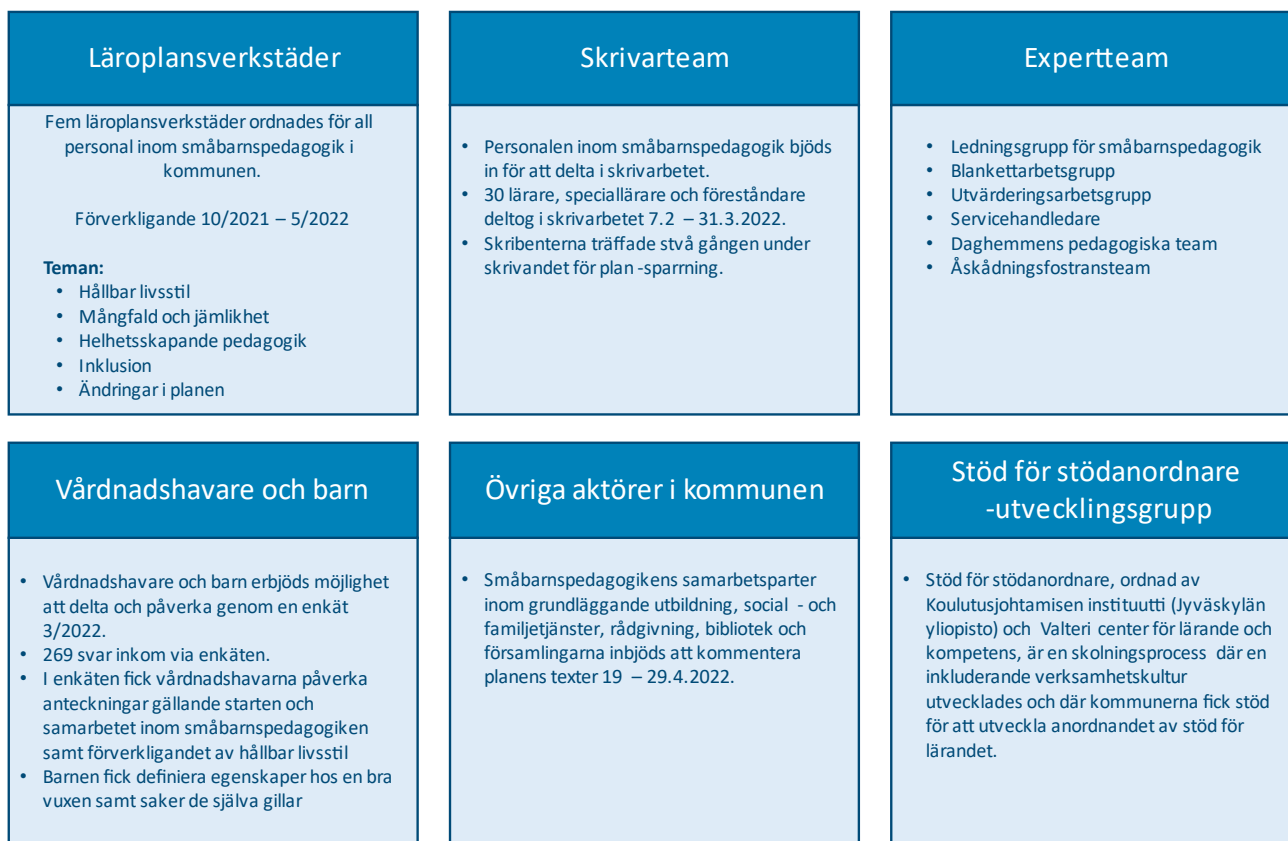 Läroplansverkstäder
Fem läroplansverkstäder ordnades för all
personal inom småbarnspedagogik i
kommunen.
Förverkligande 10/2021 – 5/2022
Teman:
• Hållbar livsstil
• Mångfald och jämlikhet
• Helhetsskapande pedagogik
• Inklusion
• Ändringar i planen
Skrivarteam
• Personalen inom småbarnspedagogik bjöds
in för att delta i skrivarbetet.
• 30 lärare, speciallärare och föreståndare
deltog i skrivarbetet 7.2 – 31.3.2022.
• Skribenterna träffade stvå gången under
skrivandet för plan -sparrning.
Expertteam
• Ledningsgrupp för småbarnspedagogik
• Blankettarbetsgrupp
• Utvärderingsarbetsgrupp
• Servicehandledare
• Daghemmens pedagogiska team
• Åskådningsfostransteam
Vårdnadshavare och barn
• Vårdnadshavare och barn erbjöds möjlighet
att delta och påverka genom en enkät
3/2022.
• 269 svar inkom via enkäten.
• I enkäten fick vårdnadshavarna påverka
anteckningar gällande starten och
samarbetet inom småbarnspedagogiken
samt förverkligandet av hållbar livsstil
• Barnen fick definiera egenskaper hos en bra
vuxen samt saker de själva gillar
Övriga aktörer i kommunen
• Småbarnspedagogikens samarbetsparter
inom grundläggande utbildning, social - och
familjetjänster, rådgivning, bibliotek och
församlingarna inbjöds att kommentera
planens texter 19 – 29.4.2022.
Stöd för stödanordnare
-utvecklingsgrupp
• Stöd för stödanordnare, ordnad av
Koulutusjohtamisen instituutti (Jyväskylän
yliopisto) och Valteri center för lärande och
kompetens, är en skolningsprocess där en
inkluderande verksamhetskultur
utvecklades och där kommunerna fick stöd
för att utveckla anordnandet av stöd för
lärandet.